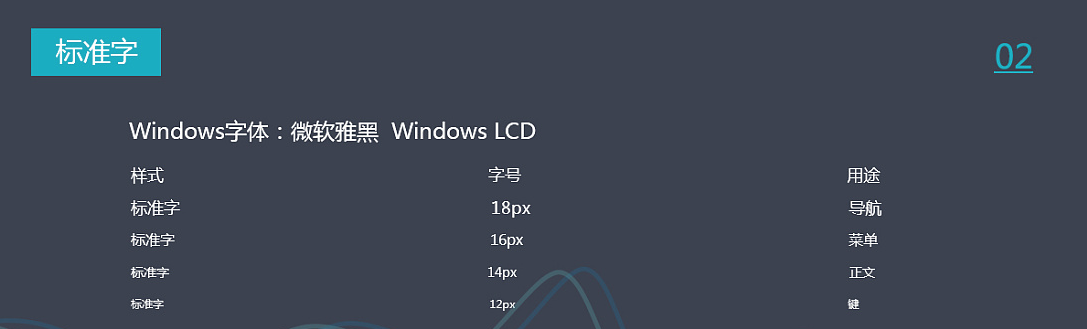 标准字
02
Windows字体：微软雅黑 Windows LCD
样式 字号 用途
标准字 18px 导航
标准字 16px 菜单
标准字 14px 正文
标准字 12px 键